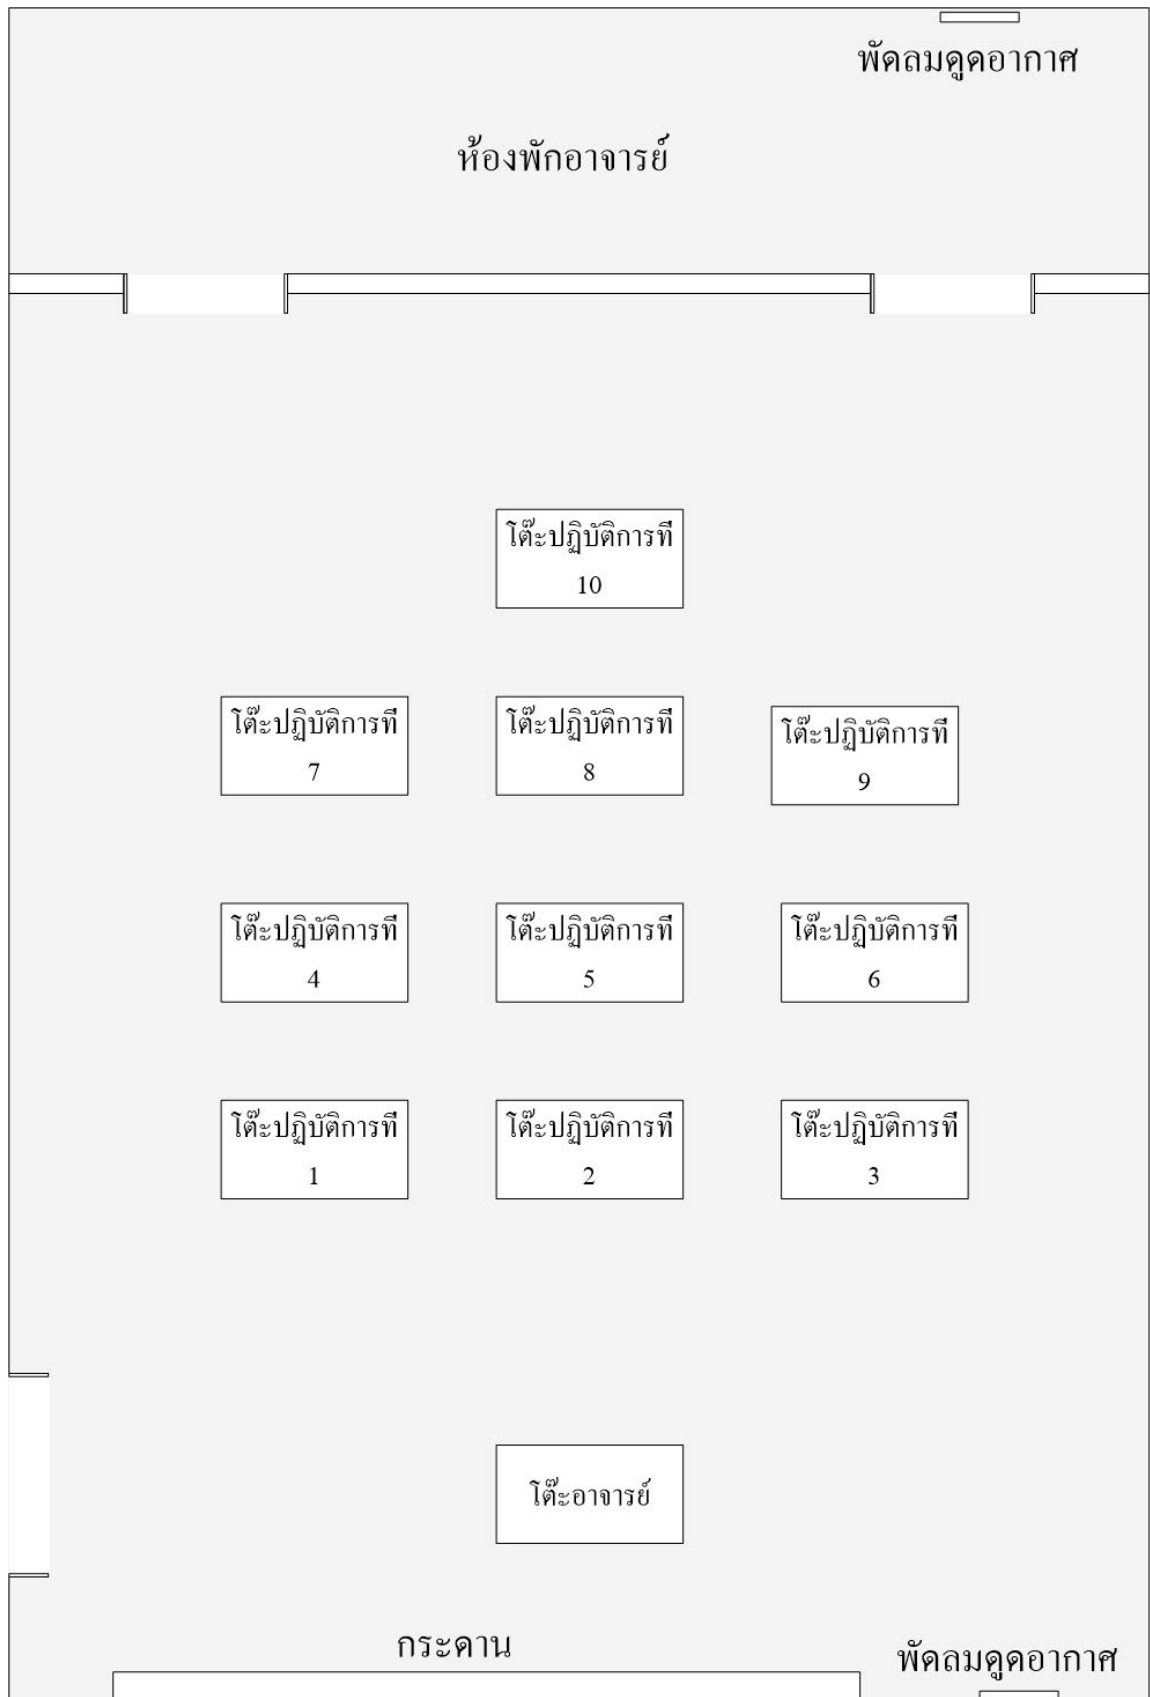 พัดลมดูดอากาศ
ห้องพักอาจารย์
โต๊ะปฏิบัติการที่
10
โต๊ะปฏิบัติการที่
7
โต๊ะปฏิบัติการที่
8
โต๊ะปฏิบัติการที่
9
โต๊ะปฏิบัติการที่
4
โต๊ะปฏิบัติการที่
5
โต๊ะปฏิบัติการที่
6
โต๊ะปฏิบัติการที่
1
โต๊ะปฏิบัติการที่
2
โต๊ะปฏิบัติการที่
3
โต๊ะอาจารย์
กระดาน
พัดลมดูดอากาศ